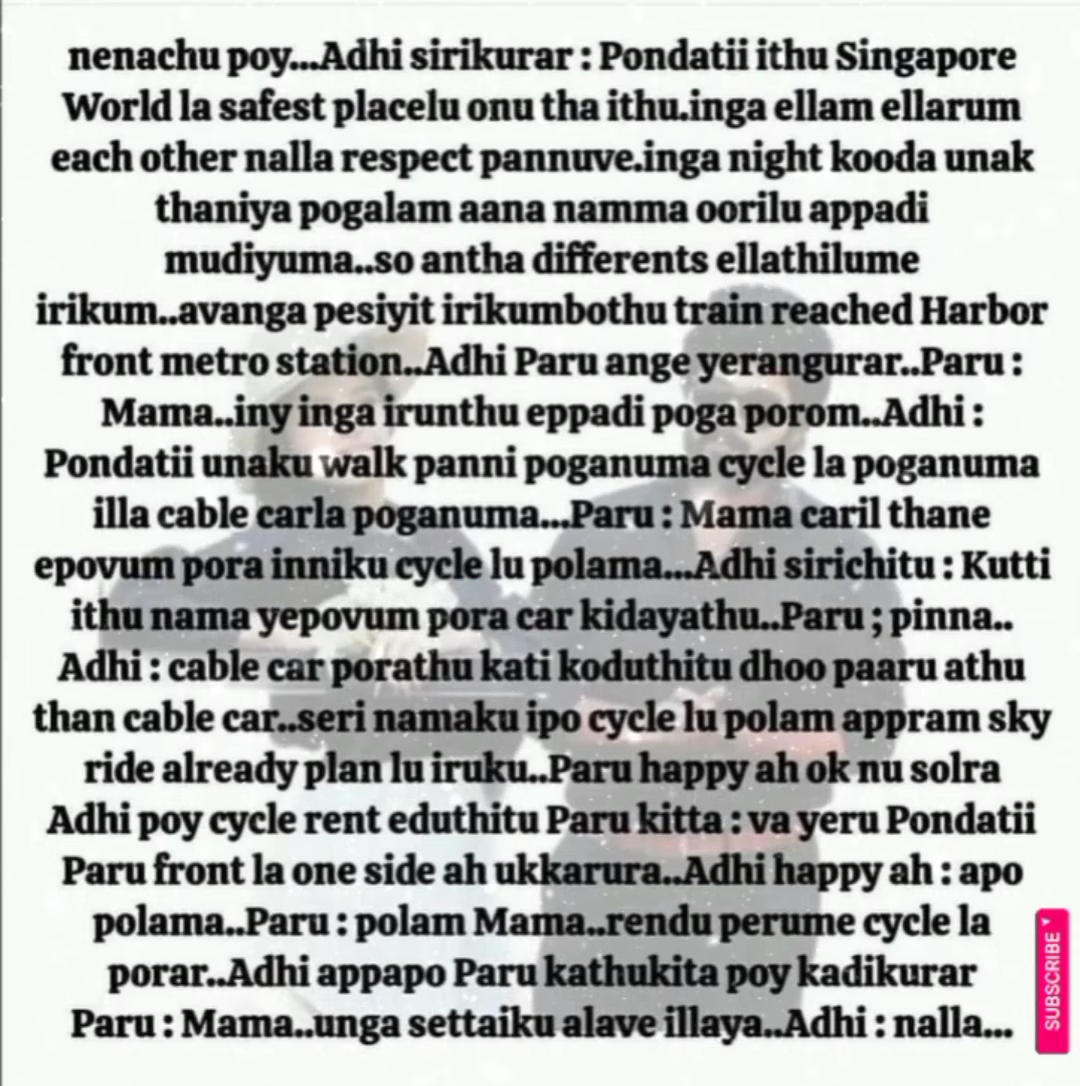 nenachu poy...Adhi sirikurar : Pondatii ithu Singapore
World la safest placelu onu tha ithu.inga ellam ellarum
each other nalla respect pannuve.inga night kooda unak
thaniya pogalam aana namma oorilu appadi
mudiyuma..so antha differents ellathilume
irikum..avanga pesiyit irikumbothu train reached Harbor
front metro station..Adhi Paru ange yerangurar..Paru :
Mama..iny inga irunthu eppadi poga porom..Adhi :
Pondatii unaku walk panni poganuma cycle la poganuma
illa cable carla poganuma...Paru : Mama caril thane
epovum pora inniku cycle lu polama...Adhi sirichitu : Kutti
ithu nama yepovum pora car kidayathu..Paru ; pinna..
Adhi : cable car porathu kati koduthitu dhoo paaru athu
than cable car..seri namaku ipo cycle lu polam appram sky
ride already plan lu iruku..Paru happy ah ok nu solra
Adhi poy cycle rent eduthitu Paru kitta : va yeru Pondatii
Paru front la one side ah ukkarura..Adhi happy ah : apo
polama..Paru : polam Mama..rendu perume cycle la
porar..Adhi appapo Paru kathukita poy kadikurar
Paru : Mama..unga settaiku alave illaya..Adhi : nalla...
SUBSCRIBE